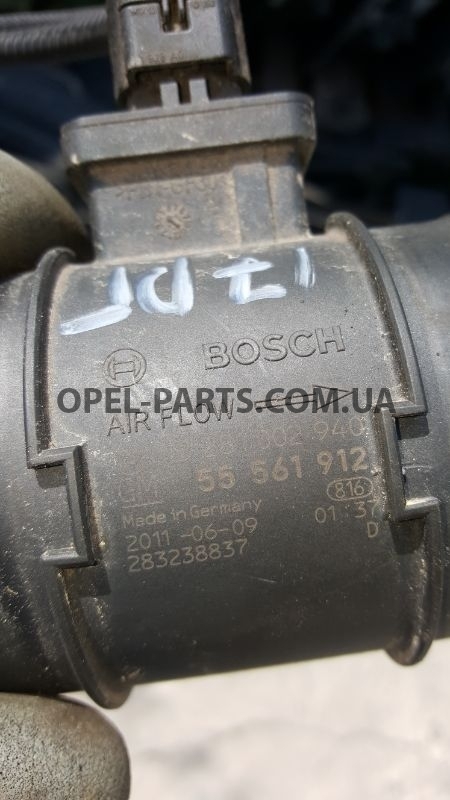 BOSCH
AIR FLOW
OPEL-PARTS.COM.UA
GM 55 561 912
Made in Germany 816
2011-06-09 01:37
283238837 D